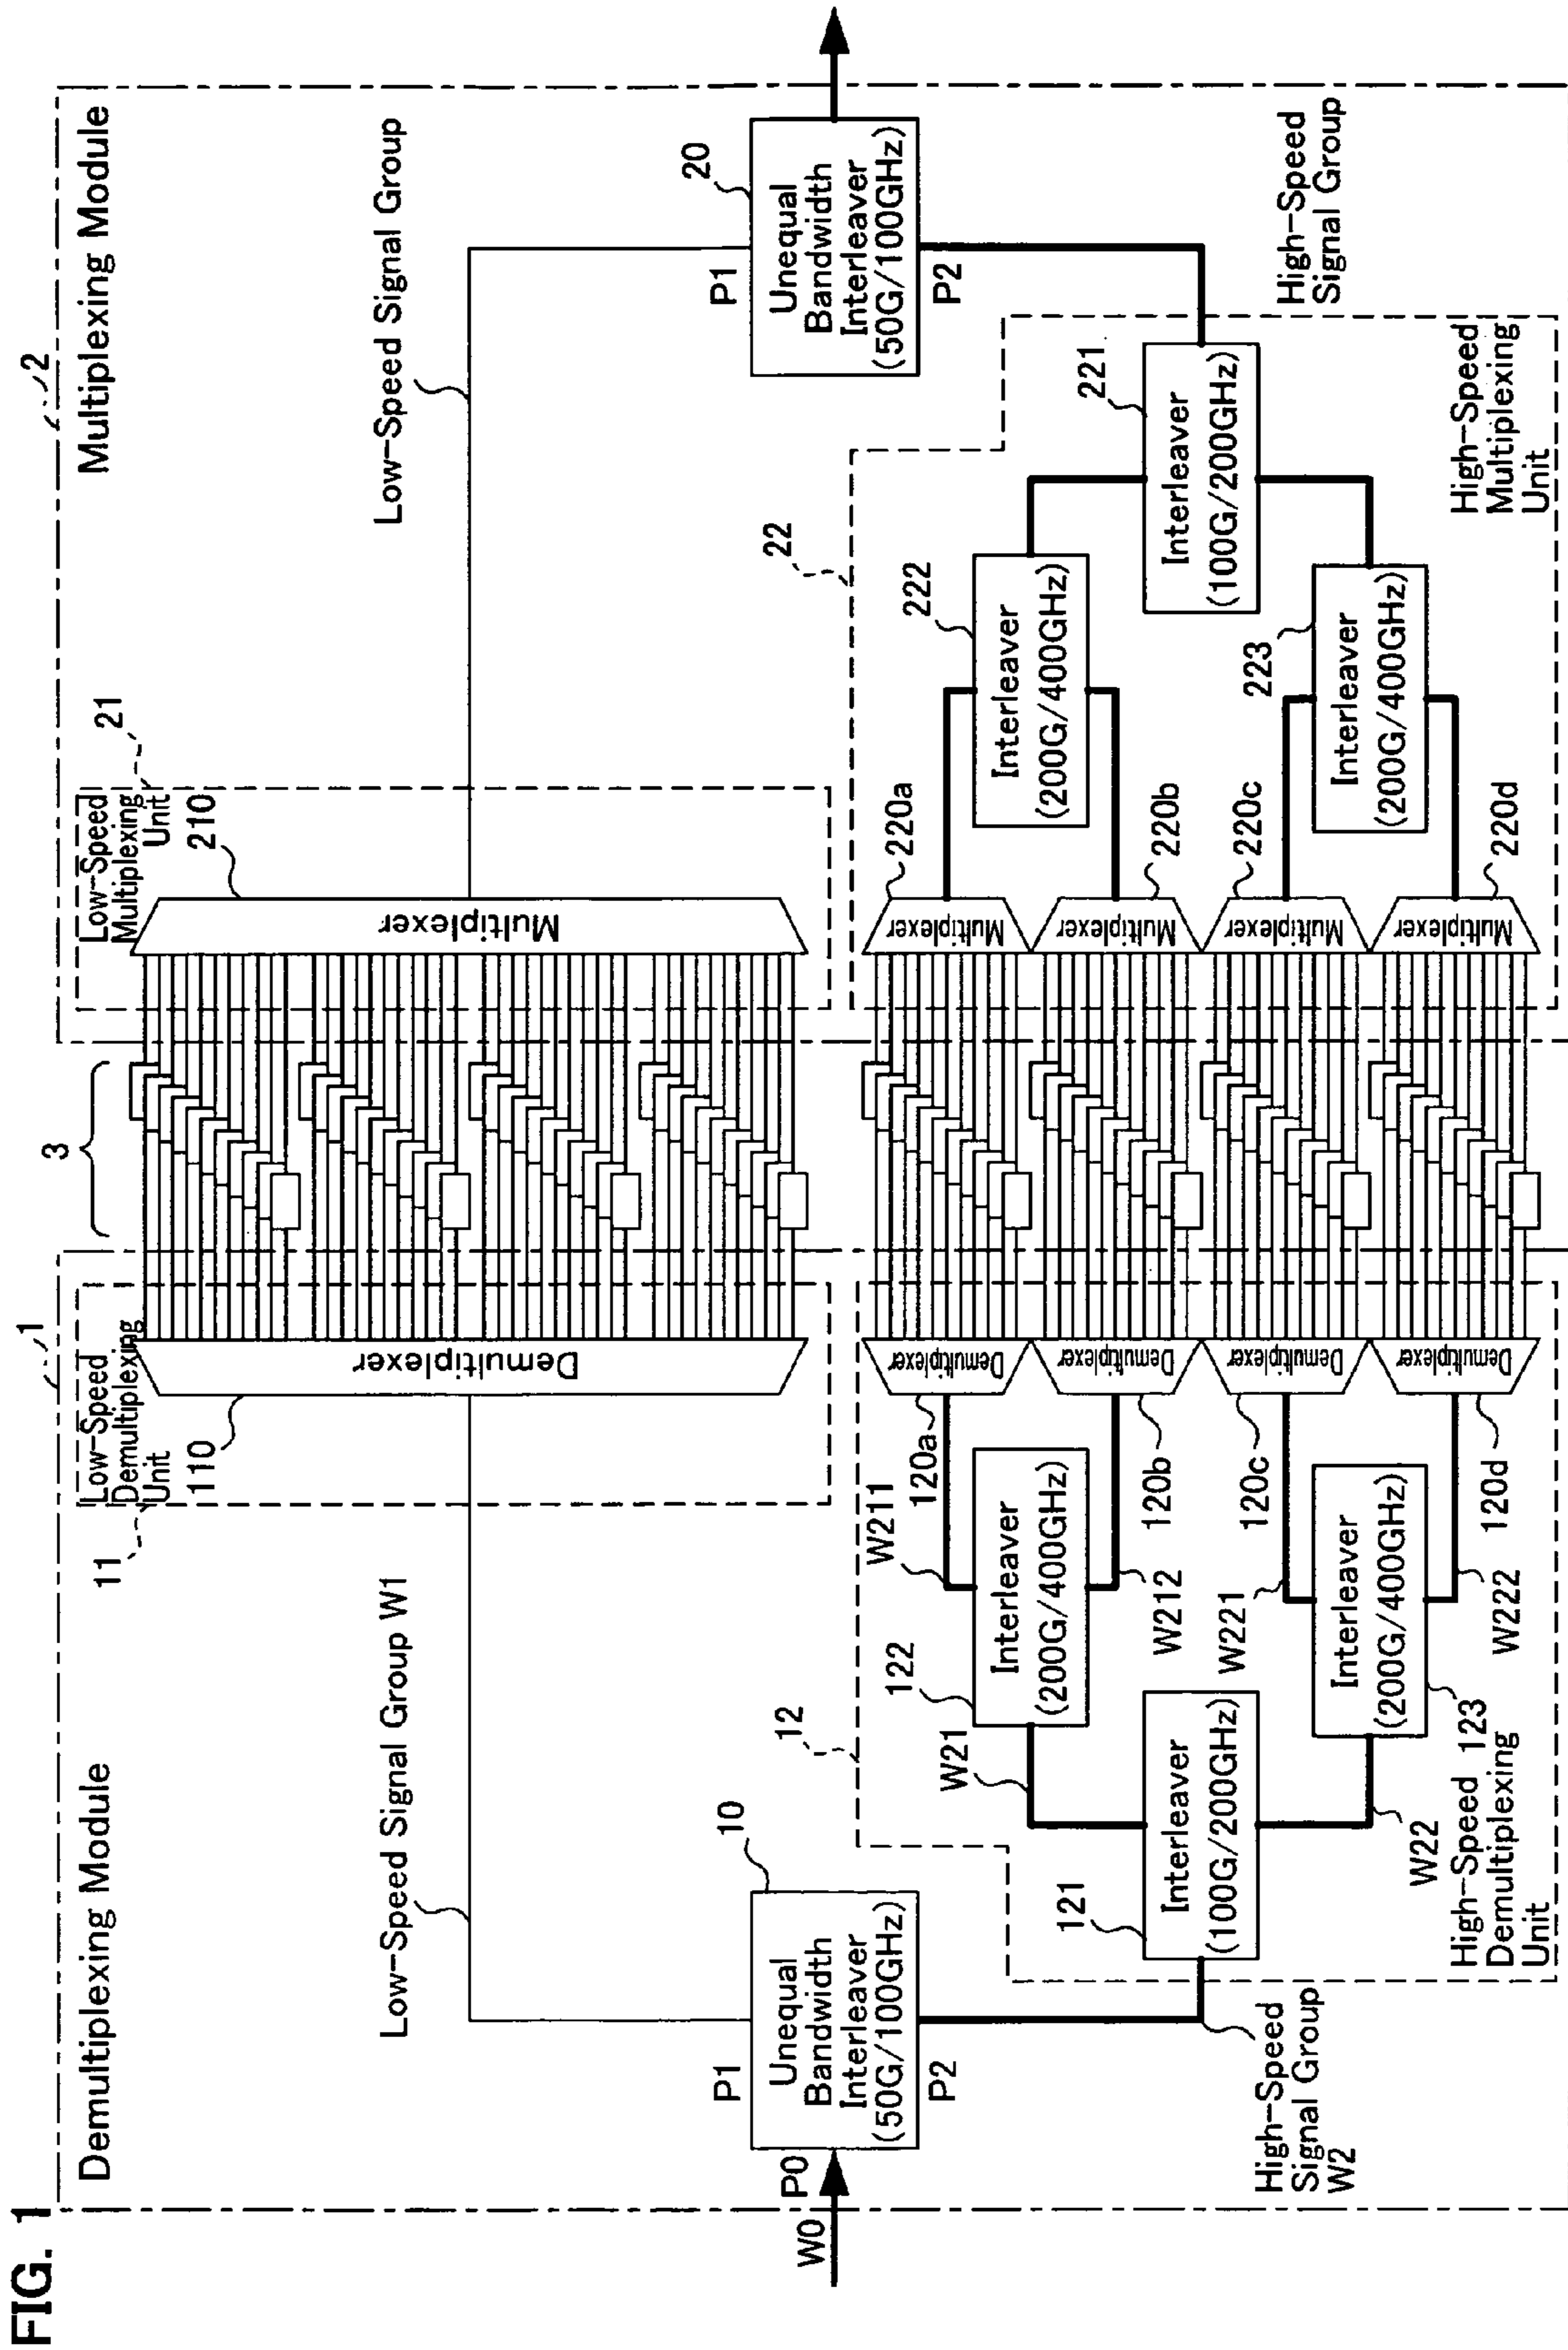 FIG. 1
Demultiplexing Module
1
Multiplexing Module
2
3
Low-Speed
Demultiplexing
Unit
11
110
Demultiplexer
Low-Speed Signal Group W1
Low-Speed
Multiplexing
Unit
21
210
Multiplexer
Low-Speed Signal Group
W0
P0
P1
P2
10
Unequal
Bandwidth
Interleaver
(50G/100GHz)
High-Speed
Signal Group
W2
12
121
Interleaver
(100G/200GHz)
W21
W22
122
Interleaver
(200G/400GHz)
123
Interleaver
(200G/400GHz)
W211
W212
W221
W222
120a
120b
120c
120d
Demultiplexer
Demultiplexer
Demultiplexer
Demultiplexer
High-Speed
Demultiplexing
Unit
Multiplexer
Multiplexer
Multiplexer
Multiplexer
220a
220b
220c
220d
22
222
Interleaver
(200G/400GHz)
223
Interleaver
(200G/400GHz)
221
Interleaver
(100G/200GHz)
High-Speed
Multiplexing
Unit
High-Speed
Signal Group
P1
P2
20
Unequal
Bandwidth
Interleaver
(50G/100GHz)